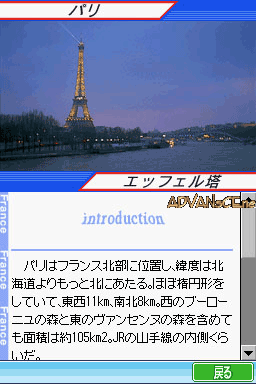 パリ
エッフェル塔
ADVANsCEne
introduction
France
France
France
パリはフランス北部に位置し、緯度は北
海道よりもっと北にあたる。ほぼ楕円形を
していて、東西11km、南北8km。西のブーロー
ニュの森と東のヴァンセンヌの森を含めて
も面積は約105km2。JRの山手線の内側くら
いだ。
戻る